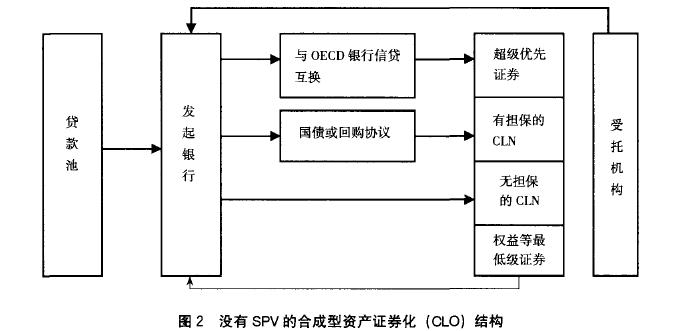 贷款池
发起银行
与 OECD 银行信贷
互换
国债或回购协议
超级优先
证券
有担保的
CLN
无担保
的 CLN
权益等最
低级证券
受托机构
图 2 没有 SPV 的合成型资产证券化（CLO）结构